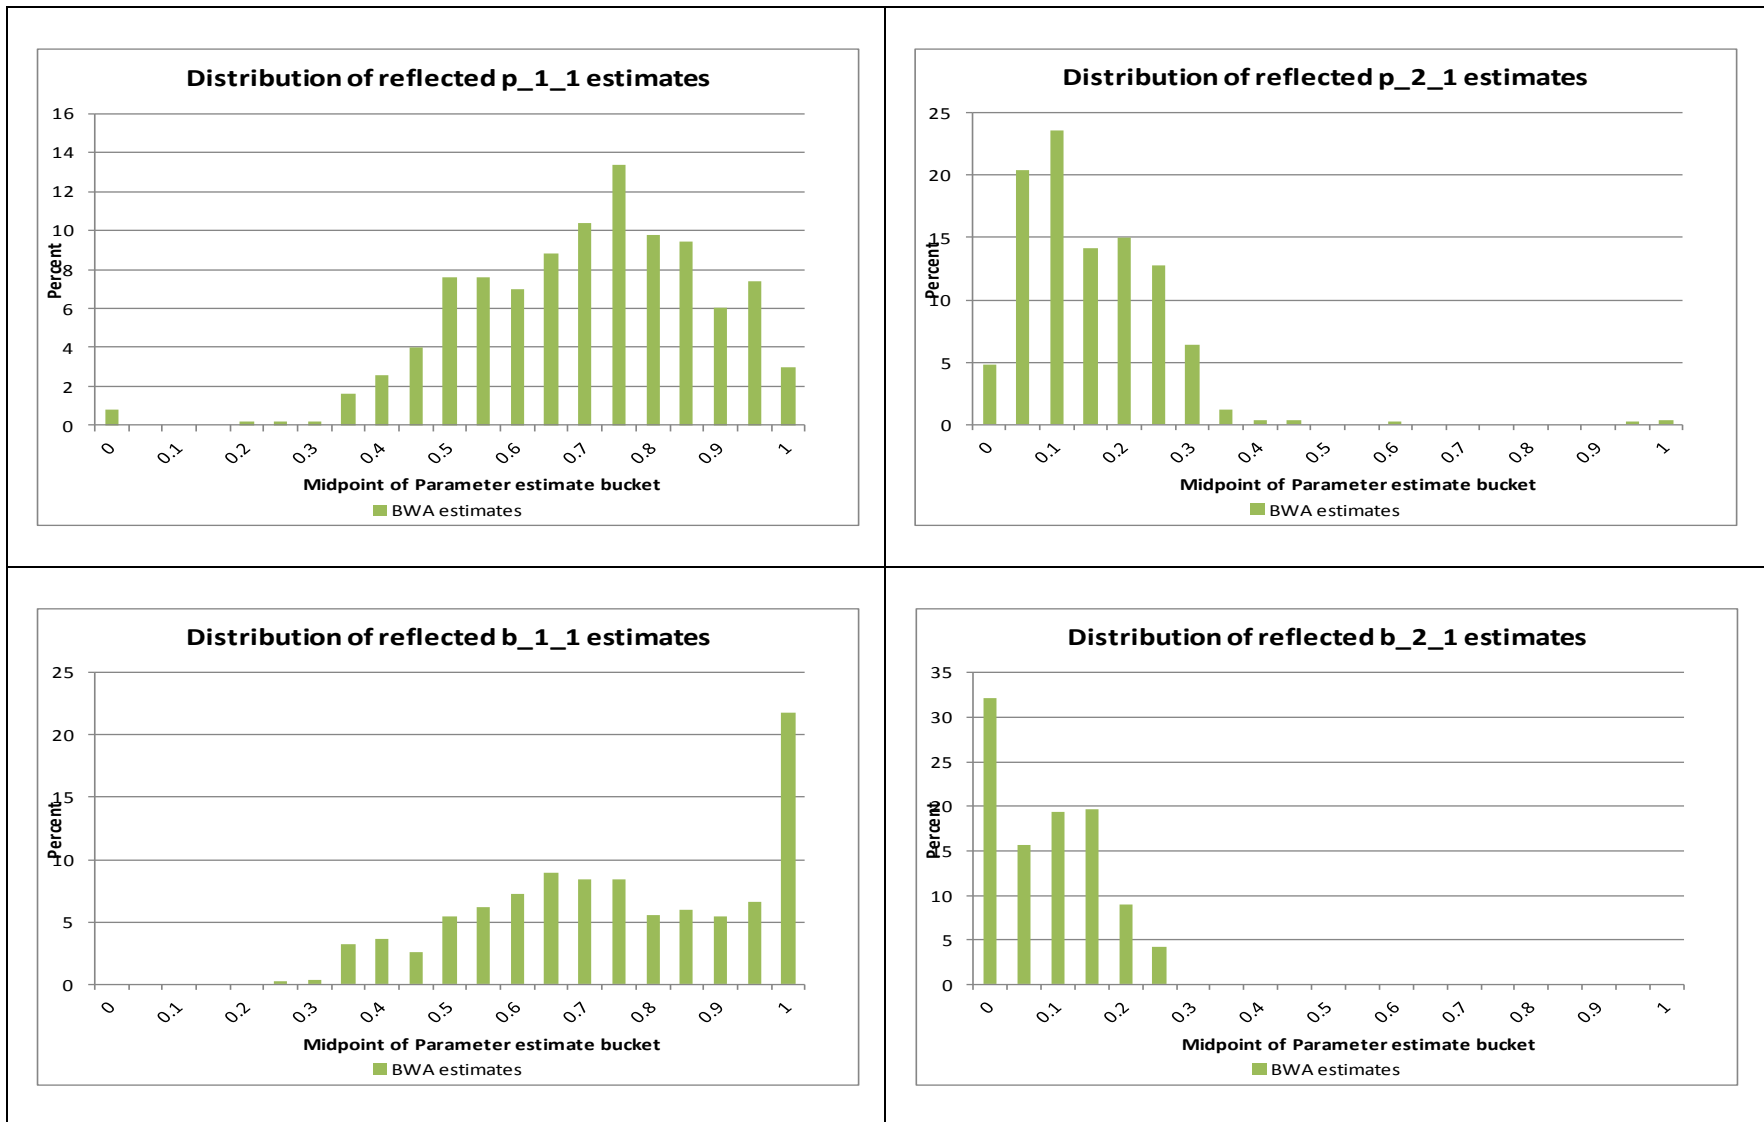 Distribution of reflected p_1_1 estimates
16
14
12
10
8
6
4
2
0
Percent
0 0.1 0.2 0.3 0.4 0.5 0.6 0.7 0.8 0.9 1
Midpoint of Parameter estimate bucket
BWA estimates
Distribution of reflected p_2_1 estimates
25
20
15
10
5
0
Percent
0 0.1 0.2 0.3 0.4 0.5 0.6 0.7 0.8 0.9 1
Midpoint of Parameter estimate bucket
BWA estimates
Distribution of reflected b_1_1 estimates
25
20
15
10
5
0
Percent
0 0.1 0.2 0.3 0.4 0.5 0.6 0.7 0.8 0.9 1
Midpoint of Parameter estimate bucket
BWA estimates
Distribution of reflected b_2_1 estimates
35
30
25
20
15
10
5
0
Percent
0 0.1 0.2 0.3 0.4 0.5 0.6 0.7 0.8 0.9 1
Midpoint of Parameter estimate bucket
BWA estimates